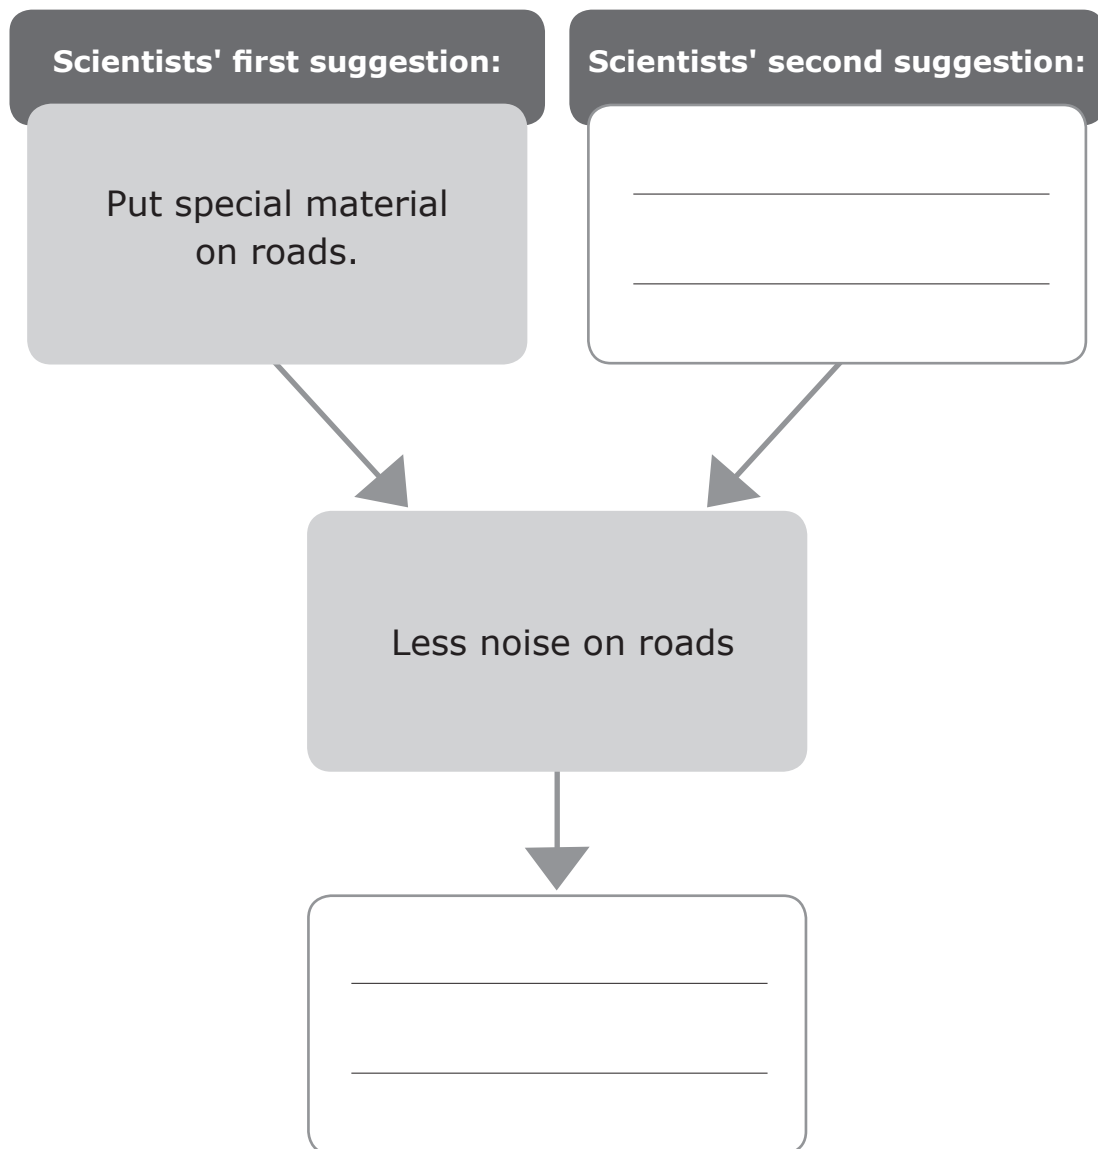 Scientists' first suggestion:
Scientists' second suggestion:
Put special material
on roads.
Less noise on roads